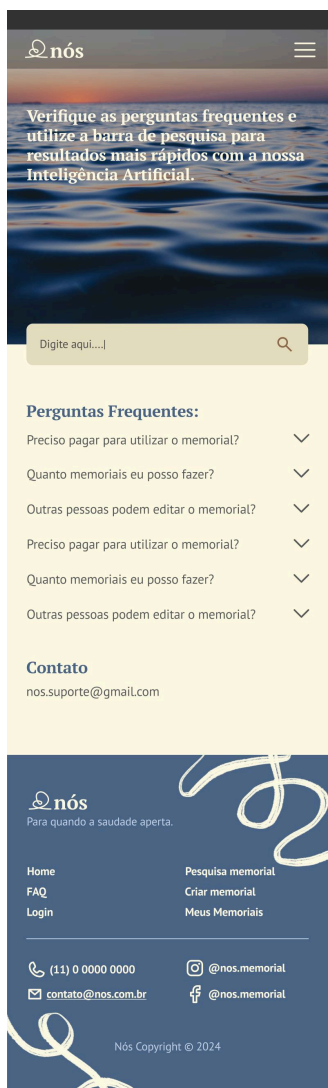 nós
Verifique as perguntas frequentes e
utilize a barra de pesquisa para
resultados mais rápidos com a nossa
Inteligência Artificial.
Digite aqui....|
Perguntas Frequentes:
Preciso pagar para utilizar o memorial?
Quanto memoriais eu posso fazer?
Outras pessoas podem editar o memorial?
Preciso pagar para utilizar o memorial?
Quanto memoriais eu posso fazer?
Outras pessoas podem editar o memorial?
Contato
nos.suporte@gmail.com
nós
Para quando a saudade aperta.
Home
Pesquisa memorial
FAQ
Criar memorial
Login
Meus Memoriais
(11) 0 0000 0000
@nos.memorial
contato@nos.com.br
@nos.memorial
Nós Copyright © 2024